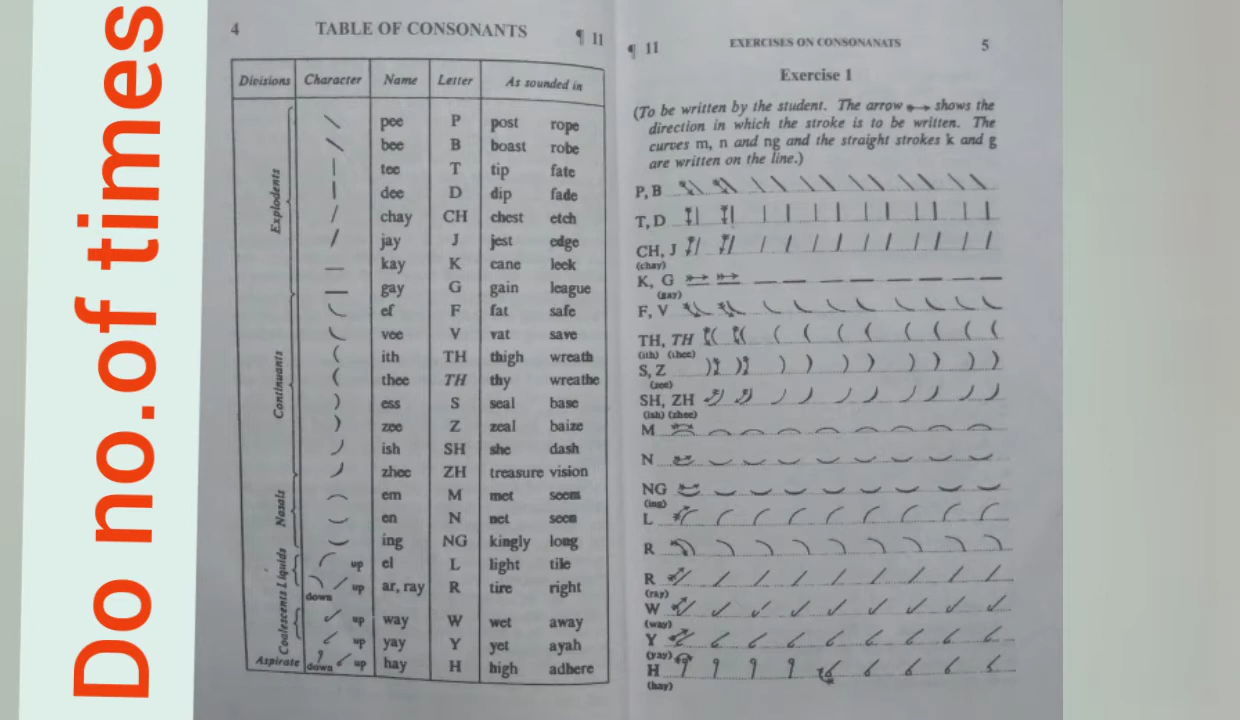 Do no.of times
4 TABLE OF CONSONANTS ¶ 11
Divisions Character Name Letter As sounded in
Explodents
pee P post rope
bee B boast robe
tee T tip fate
dee D dip fade
chay CH chest etch
jay J jest edge
kay K cane leek
gay G gain league
Continuants
ef F fat safe
vee V vat save
ith TH thigh wreath
thee TH thy wreathe
ess S seal base
zee Z zeal baize
ish SH she dash
zhee ZH treasure vision
Nasals
em M met seem
en N net seen
ing NG kingly long
Liquids
up el L light tile
down up ar, ray R tire right
Coalescents
up way W wet away
up yay Y yet ayah
Aspirate down up hay H high adhere
¶ 11 EXERCISES ON CONSONANATS 5
Exercise 1
(To be written by the student. The arrow shows the
direction in which the stroke is to be written. The
curves m, n and ng and the straight strokes k and g
are written on the line.)
P, B
T, D
CH, J
(chay)
K, G
(gay)
F, V
TH, TH
(ith) (thee)
S, Z
(zee)
SH, ZH
(ish) (zhee)
M
N
NG
(ing)
L
R
R
(ray)
W
(way)
Y
(yay)
H
(hay)